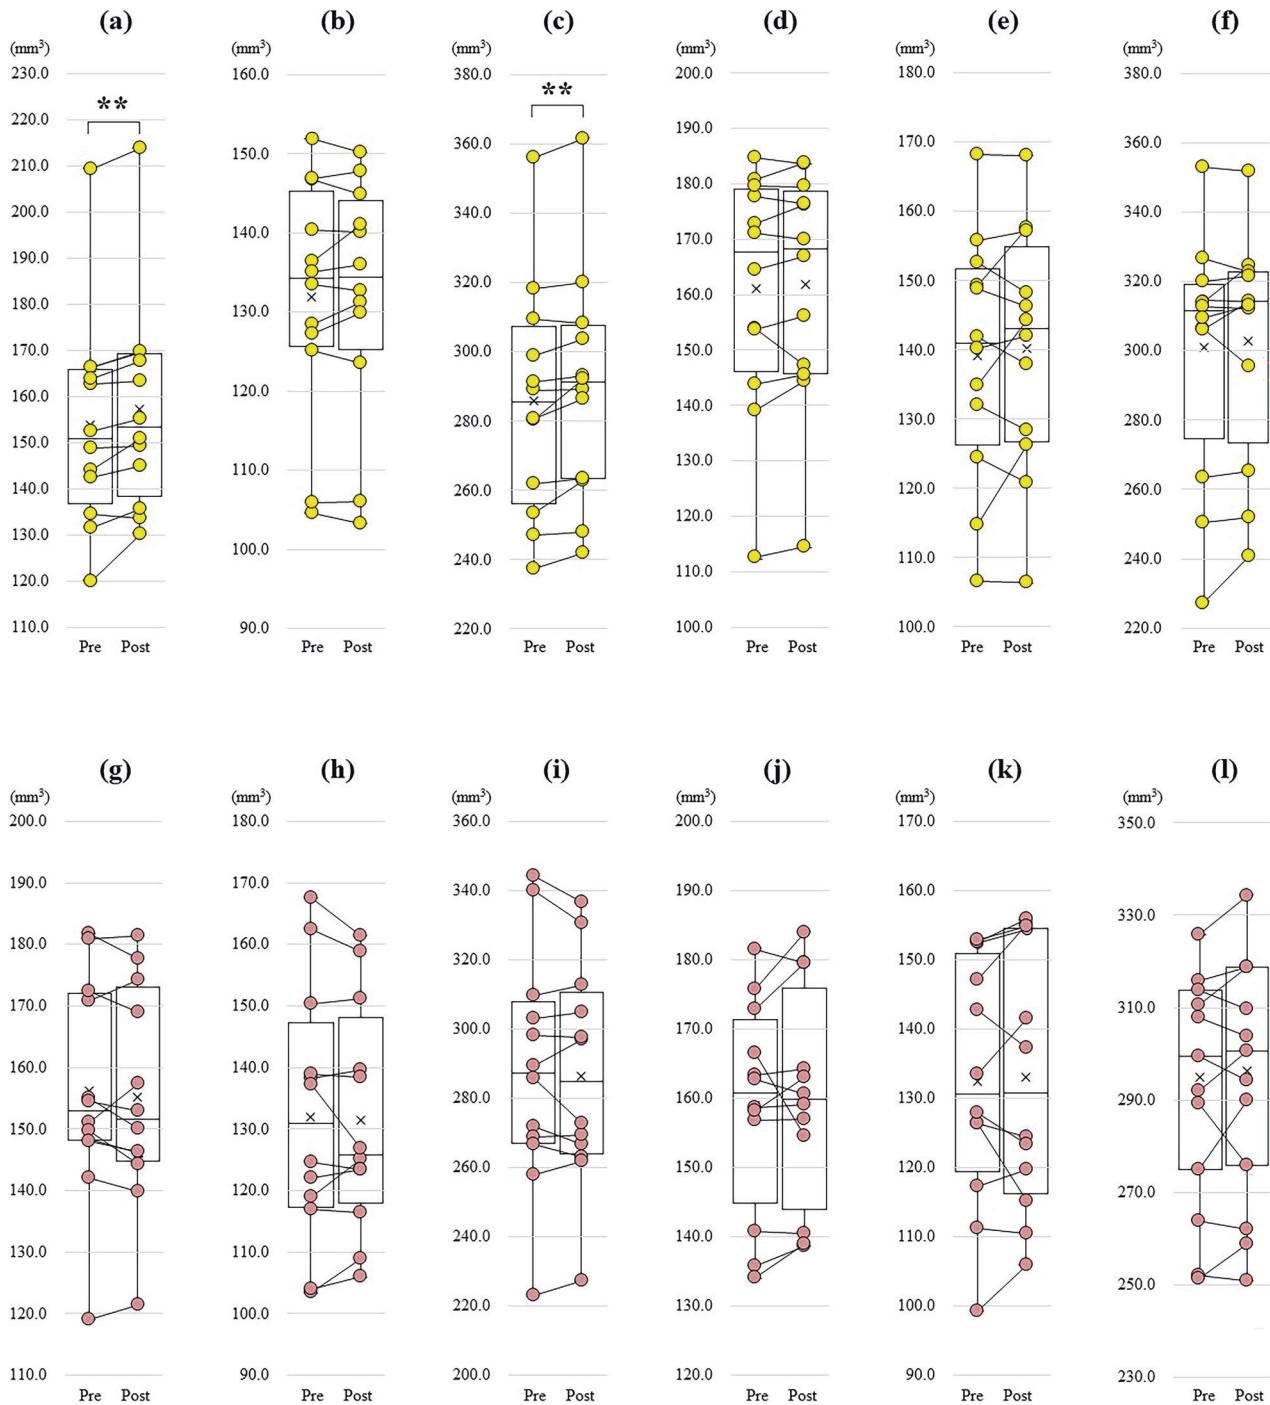 (a) (b) (c) (d) (e) (f)
(mm³) (mm³) (mm³) (mm³) (mm³) (mm³)
230.0 160.0 380.0 200.0 180.0 380.0
220.0 150.0 360.0 190.0 170.0 360.0
210.0 140.0 340.0 180.0 160.0 340.0
200.0 130.0 320.0 170.0 150.0 320.0
190.0 120.0 300.0 160.0 140.0 300.0
180.0 110.0 280.0 150.0 130.0 280.0
170.0 100.0 260.0 140.0 120.0 260.0
160.0 90.0 240.0 130.0 110.0 240.0
150.0 220.0 120.0 100.0 220.0
140.0 110.0
130.0 100.0
120.0
110.0
** **
Pre Post Pre Post Pre Post Pre Post Pre Post Pre Post
(g) (h) (i) (j) (k) (l)
(mm³) (mm³) (mm³) (mm³) (mm³) (mm³)
200.0 180.0 360.0 200.0 170.0 350.0
190.0 170.0 340.0 190.0 160.0 330.0
180.0 160.0 320.0 180.0 150.0 310.0
170.0 150.0 300.0 170.0 140.0 290.0
160.0 140.0 280.0 160.0 130.0 270.0
150.0 130.0 260.0 150.0 120.0 250.0
140.0 120.0 240.0 140.0 110.0 230.0
130.0 110.0 220.0 130.0 100.0
120.0 100.0 200.0 120.0 90.0
110.0 90.0
Pre Post Pre Post Pre Post Pre Post Pre Post Pre Post